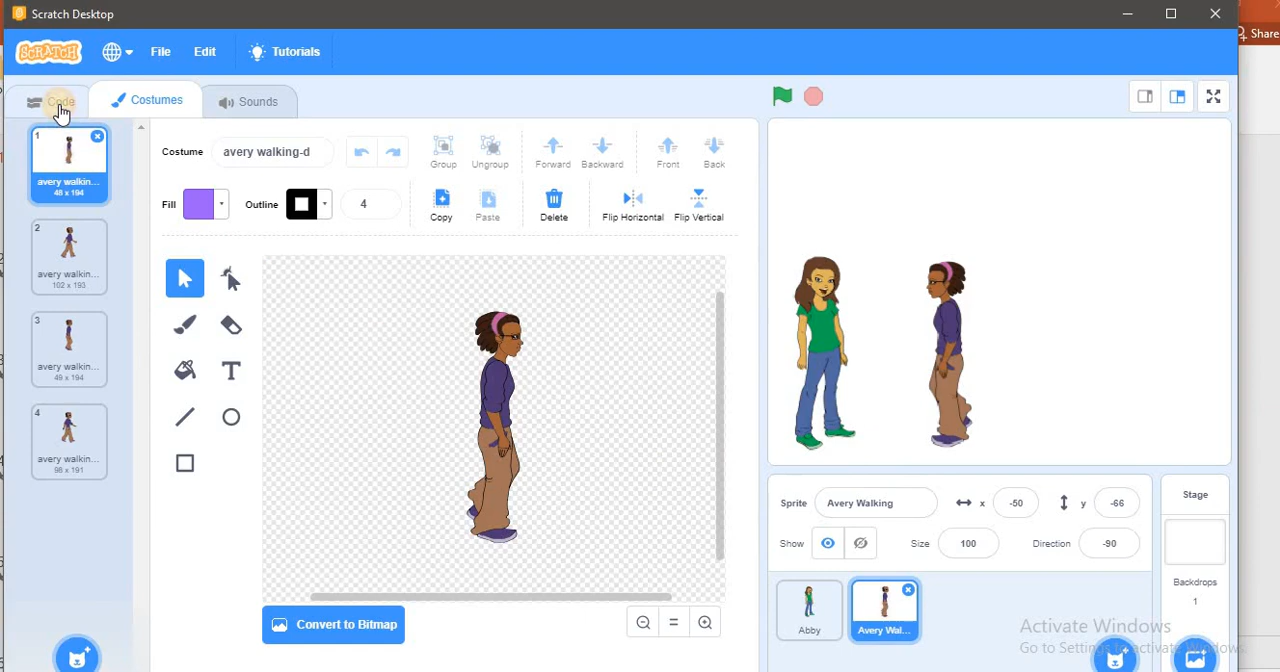 Scratch Desktop
Share
SCRATCH File Edit Tutorials
Code Costumes Sounds
1
avery walkin...
48 x 194
2
avery walkin...
102 x 193
3
avery walkin...
49 x 194
4
avery walkin...
98 x 191
Costume avery walking-d
Group Ungroup Forward Backward Front Back
Fill Outline 4
Copy Paste Delete Flip Horizontal Flip Vertical
T
Convert to Bitmap
Sprite Avery Walking x -50 y -66
Show Size 100 Direction -90
Abby
Avery Wal...
Stage
Backdrops
1
Activate Windows
Go to Settings to activate Windows.